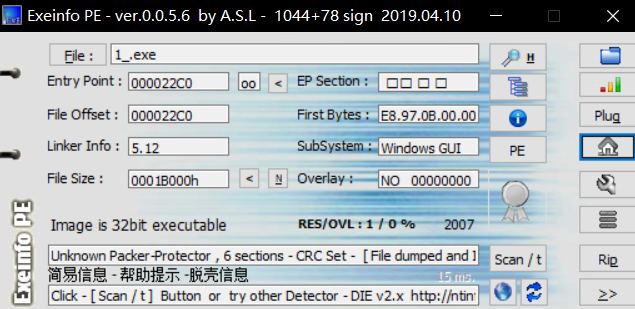 Exeinfo PE - ver.0.0.5.6 by A.S.L - 1044+78 sign 2019.04.10
File : 1_.exe H
Entry Point : 000022C0 oo < EP Section : □□ □ □
File Offset : 000022C0 First Bytes : E8.97.0B.00.00 Plug
Linker Info : 5.12 SubSystem : Windows GUI PE
File Size : 0001B000h < N Overlay : NO 00000000
Image is 32bit executable RES/OVL : 1 / 0 % 2007
Exeinfo PE
Unknown Packer-Protector , 6 sections - CRC Set - [ File dumped and I Scan / t Rip
简易信息 - 帮助提示 -脱壳信息 15 ms.
Click - [ Scan / t ] Button or try other Detector - DIE v2.x http://ntinf >>